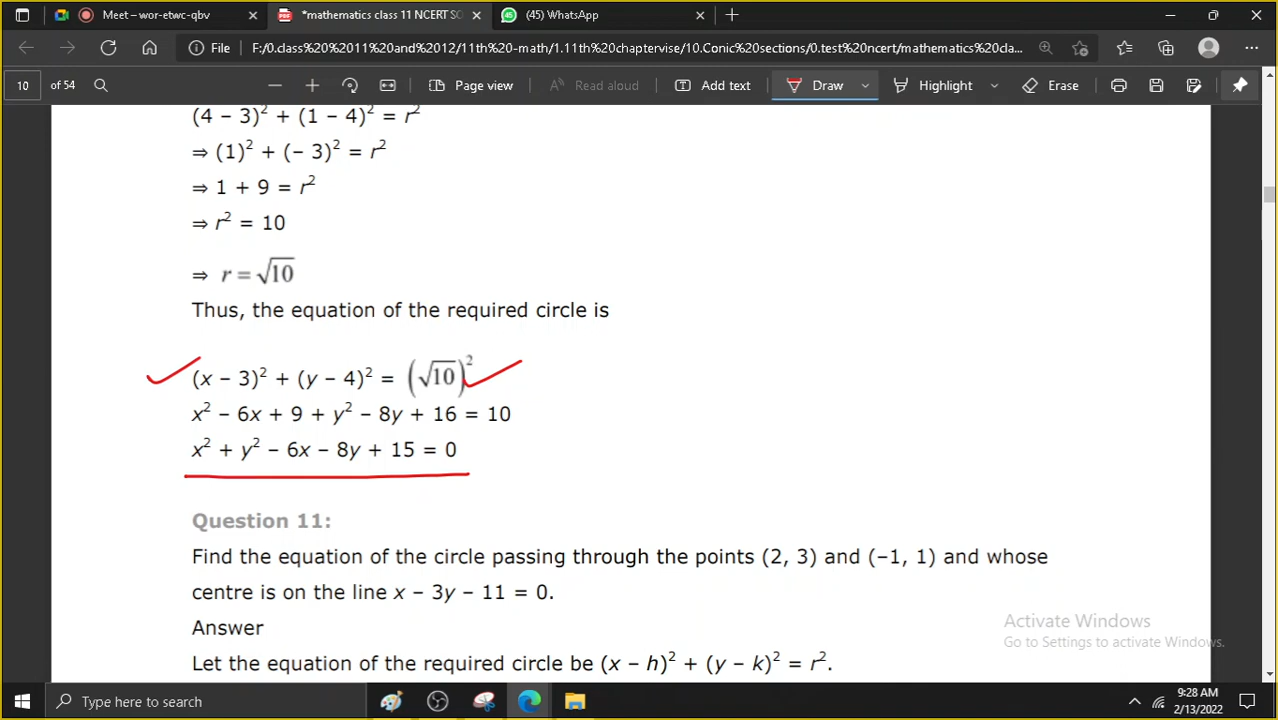 Meet – wor-etwc-qbv
*mathematics class 11 NCERT SO
(45) WhatsApp
File
F:/0.class%20%2011%20and%2012/11th%20-math/1.11th%20chaptervise/10.Conic%20sections/0.test%20ncert/mathematics%20cla...
10 of 54
Page view
Read aloud
Add text
Draw
Highlight
Erase
(4 – 3)² + (1 – 4)² = r²
⇒ (1)² + (– 3)² = r²
⇒ 1 + 9 = r²
⇒ r² = 10
⇒ r = √10
Thus, the equation of the required circle is
(x – 3)² + (y – 4)² = (√10)²
x² – 6x + 9 + y² – 8y + 16 = 10
x² + y² – 6x – 8y + 15 = 0
Question 11:
Find the equation of the circle passing through the points (2, 3) and (–1, 1) and whose
centre is on the line x – 3y – 11 = 0.
Answer
Let the equation of the required circle be (x – h)² + (y – k)² = r².
Activate Windows
Go to Settings to activate Windows.
Type here to search
9:28 AM
2/13/2022